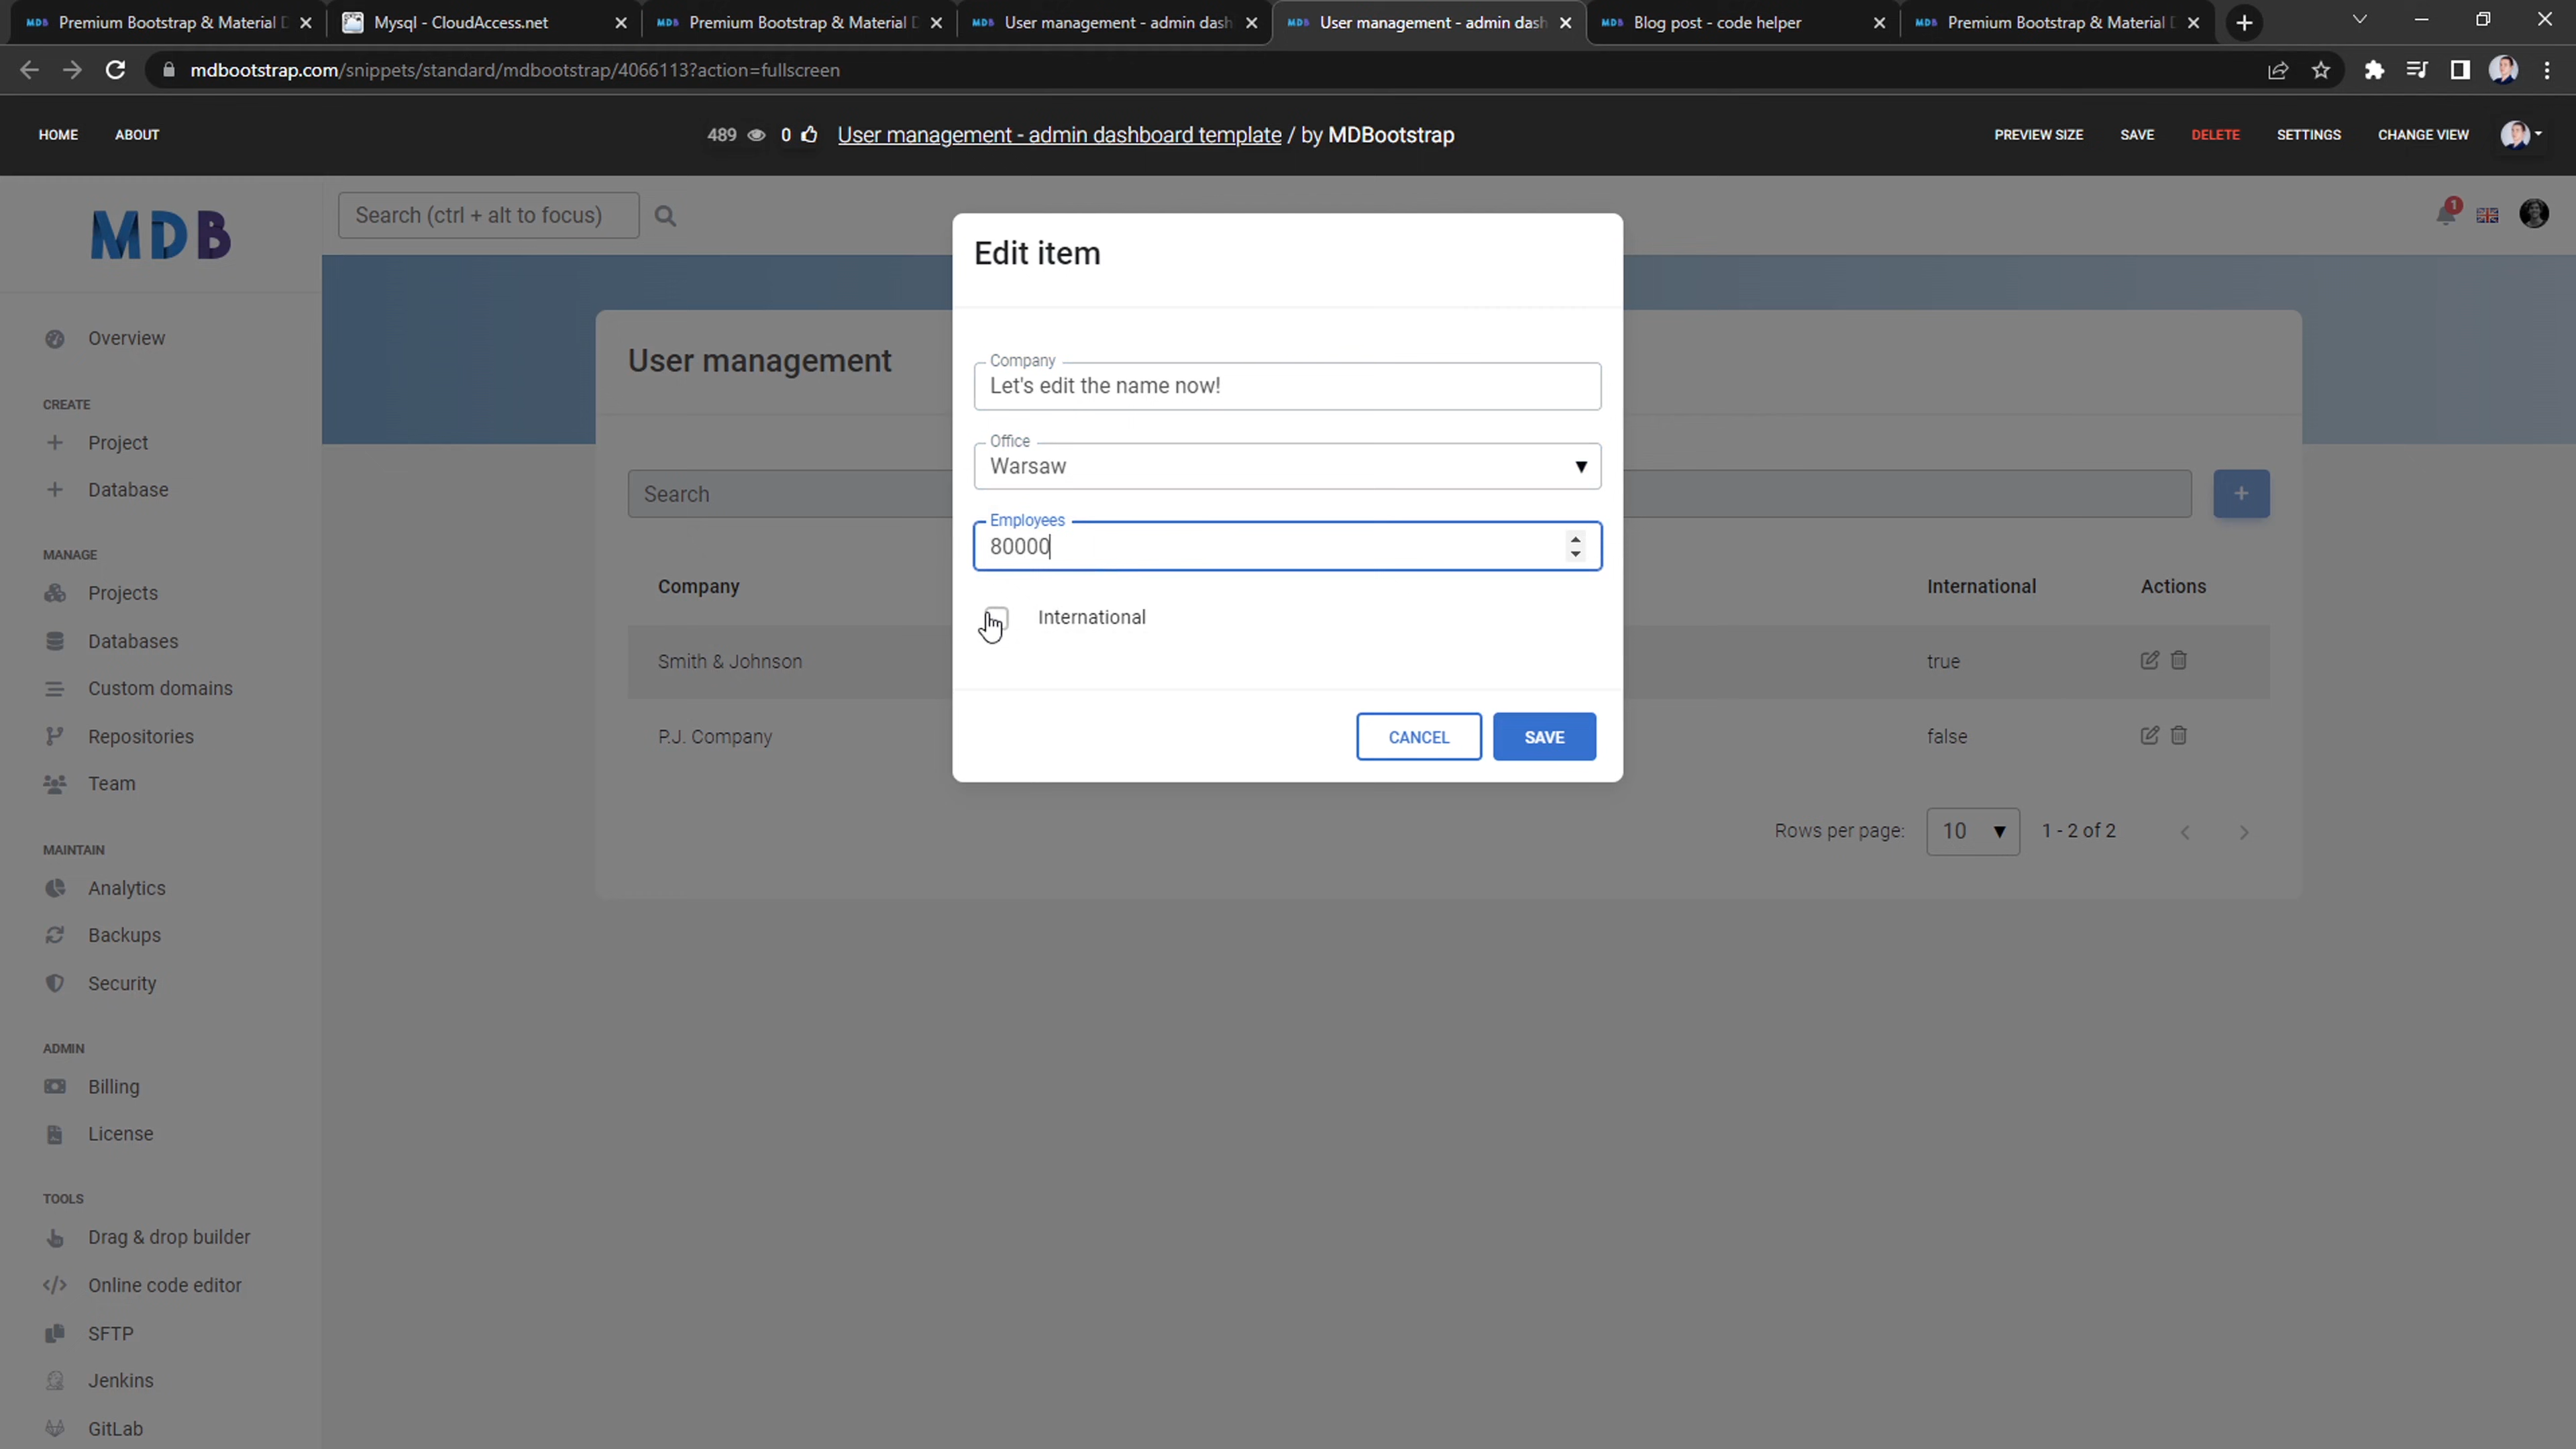 Premium Bootstrap & Material D
Mysql - CloudAccess.net
Premium Bootstrap & Material D
User management - admin dash
User management - admin dash
Blog post - code helper
Premium Bootstrap & Material D
mdbootstrap.com/snippets/standard/mdbootstrap/4066113?action=fullscreen
HOME
ABOUT
489
0
User management - admin dashboard template / by MDBootstrap
PREVIEW SIZE
SAVE
DELETE
SETTINGS
CHANGE VIEW
MDB
Search (ctrl + alt to focus)
1
Overview
CREATE
Project
Database
MANAGE
Projects
Databases
Custom domains
Repositories
Team
MAINTAIN
Analytics
Backups
Security
ADMIN
Billing
License
TOOLS
Drag & drop builder
Online code editor
SFTP
Jenkins
GitLab
User management
Search
+
Company
International
Actions
Smith & Johnson
true
P.J. Company
false
Rows per page:
10
1 - 2 of 2
Edit item
Company
Let's edit the name now!
Office
Warsaw
Employees
80000
International
CANCEL
SAVE